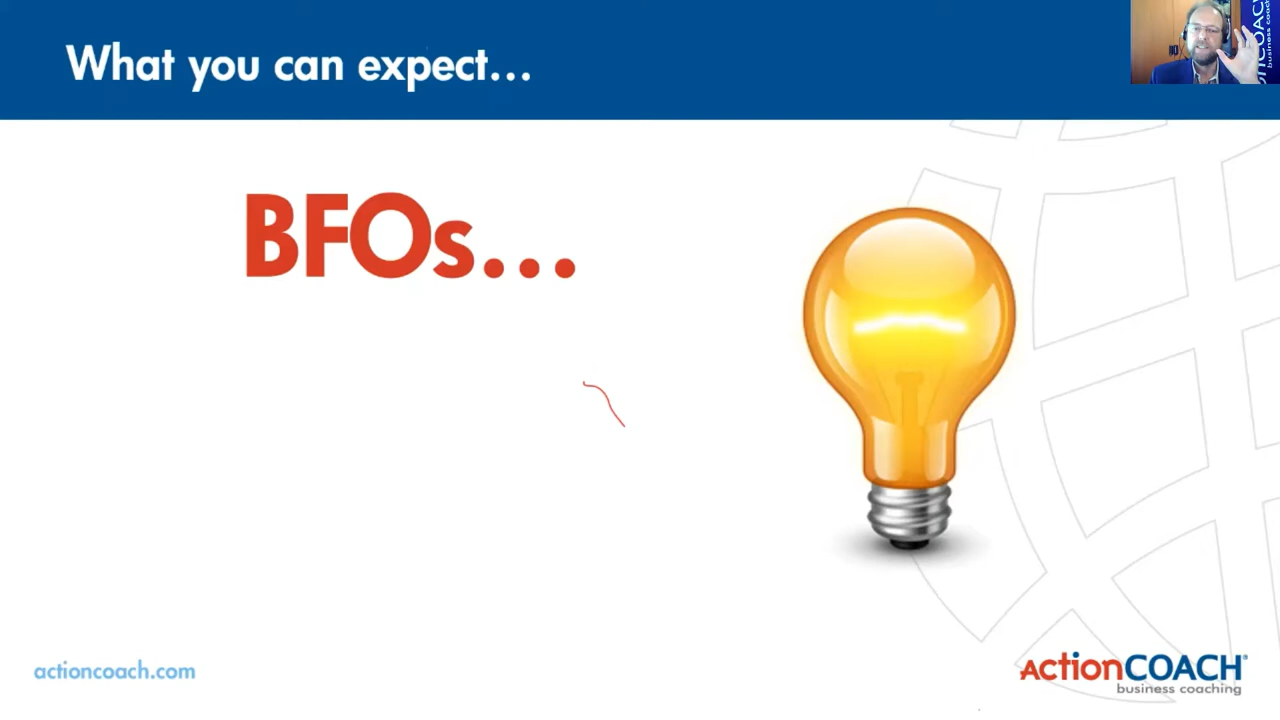 What you can expect...
BFOs...
actioncoach.com
ActionCOACH®
business coaching